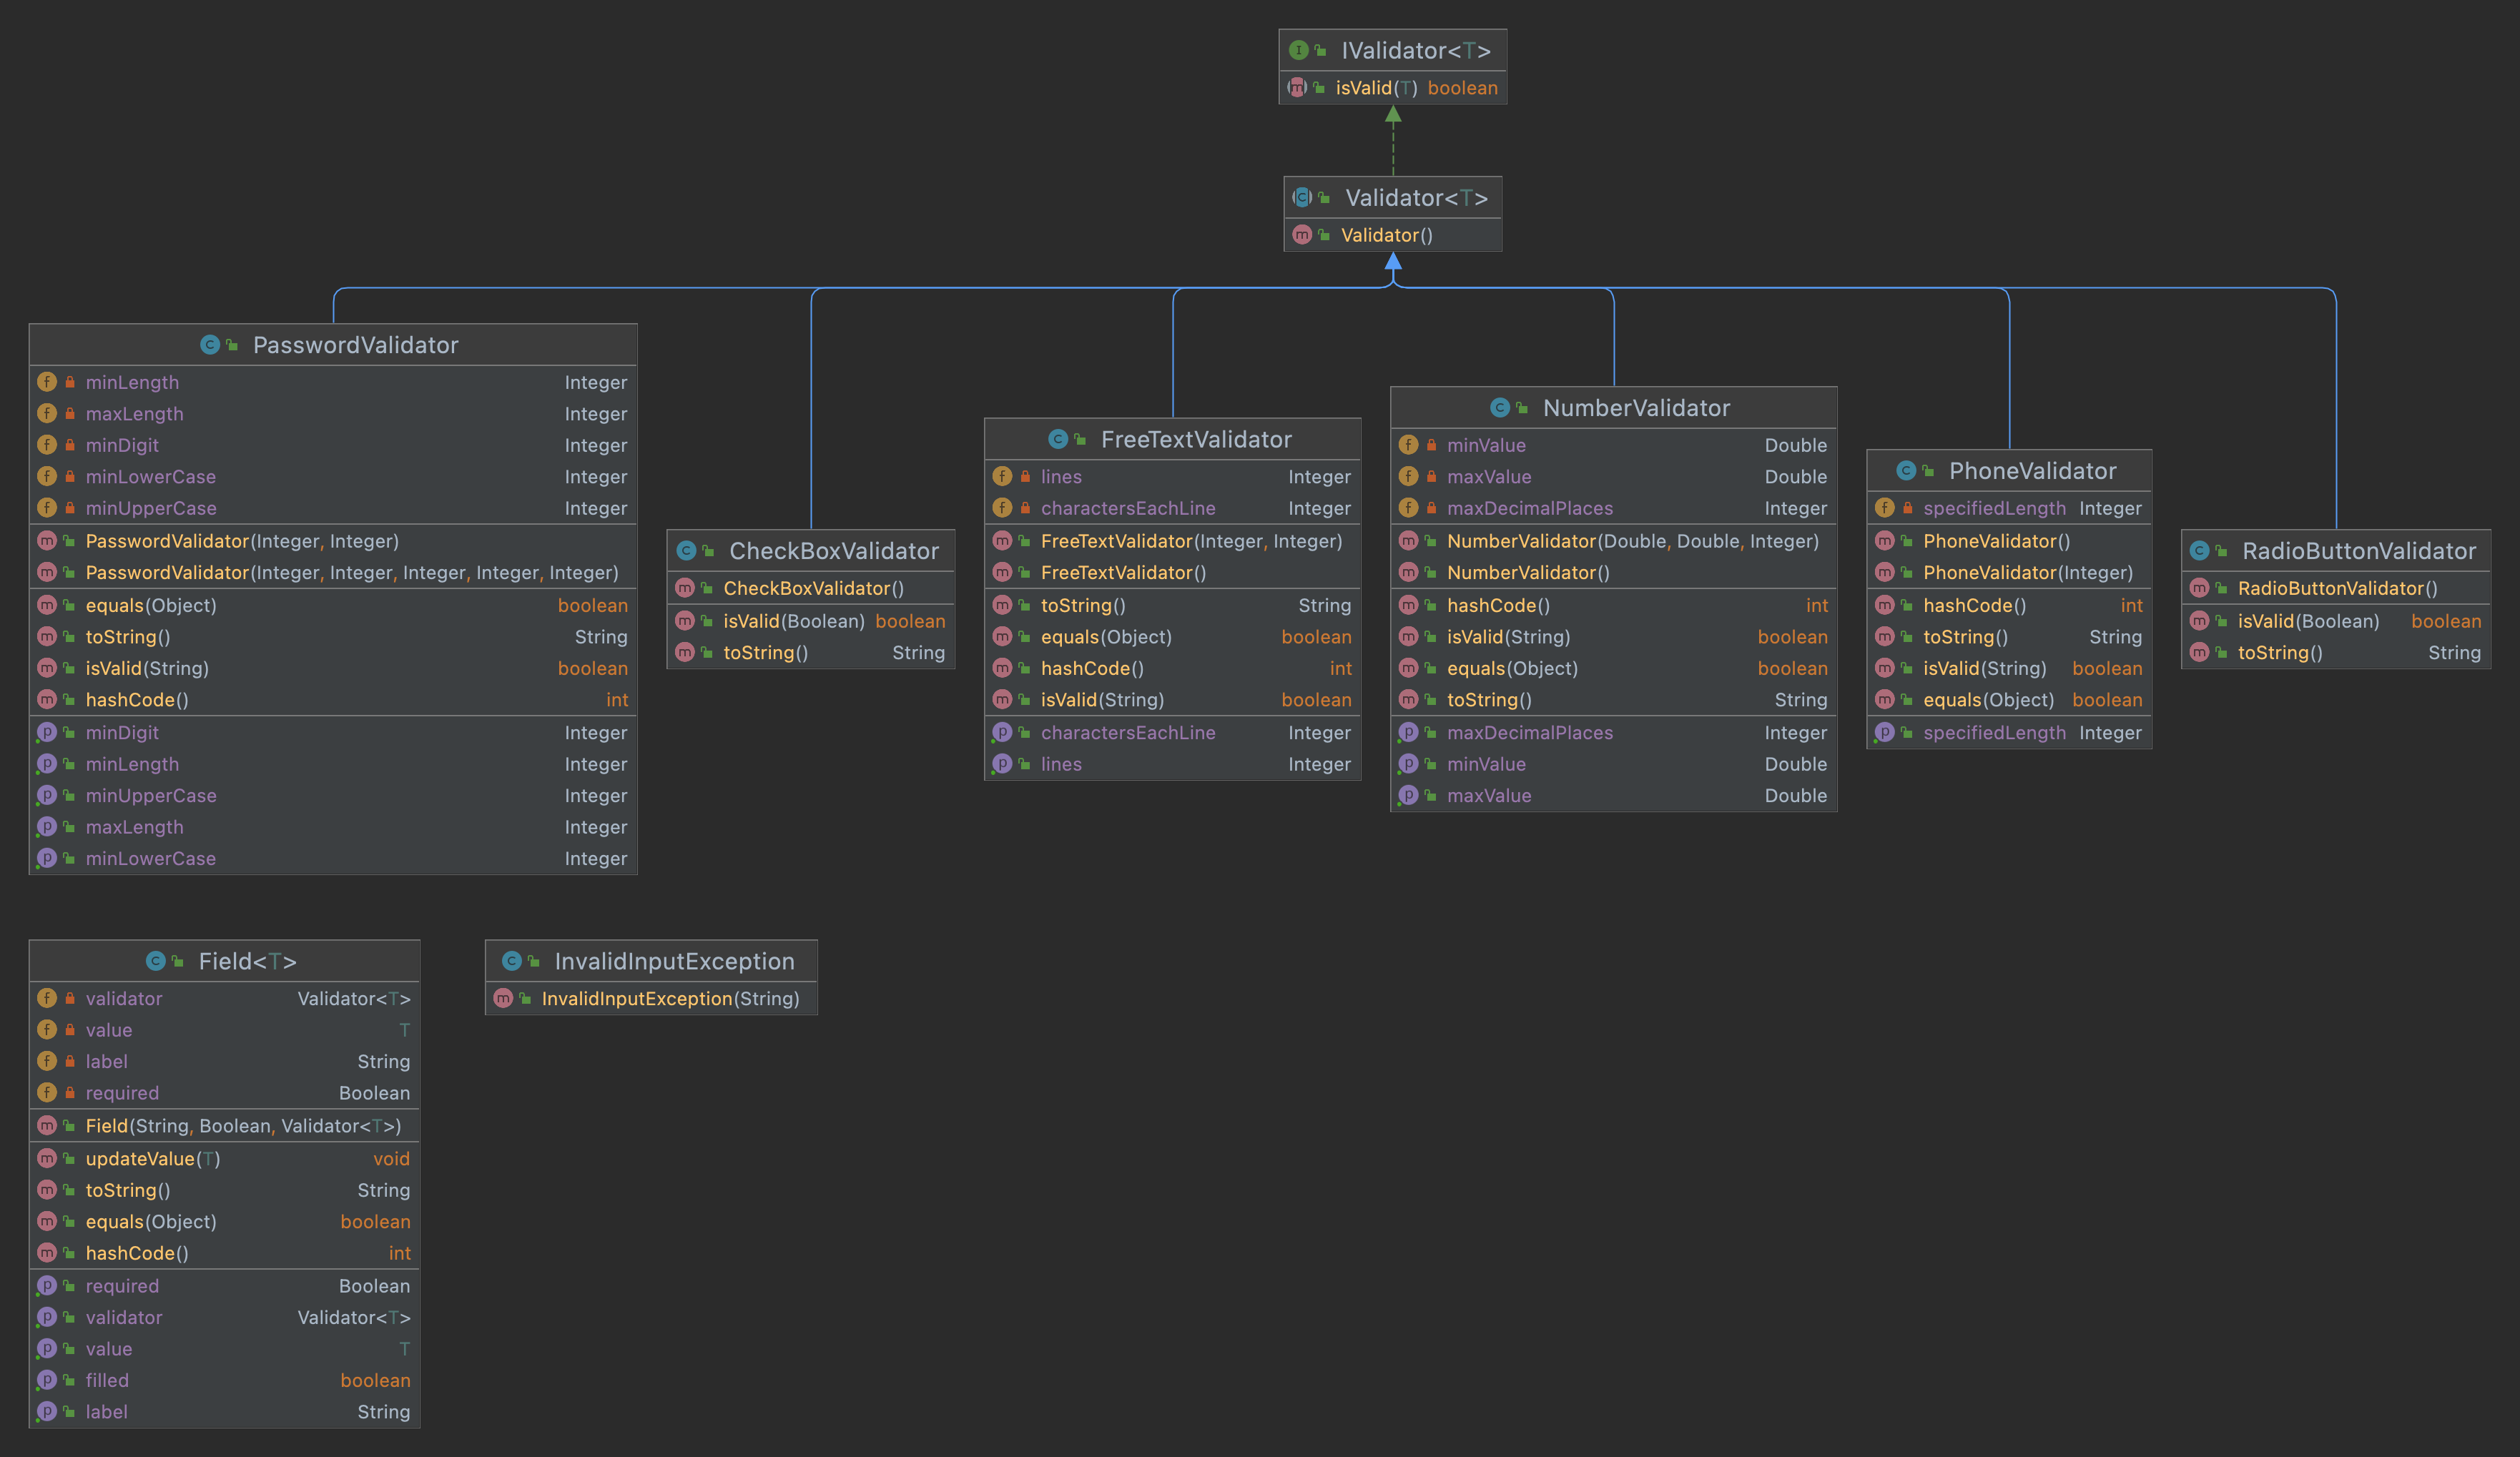 IValidator<T>
isValid(T) boolean
Validator<T>
Validator()
PasswordValidator
minLength Integer
maxLength Integer
minDigit Integer
minLowerCase Integer
minUpperCase Integer
PasswordValidator(Integer, Integer)
PasswordValidator(Integer, Integer, Integer, Integer, Integer)
equals(Object) boolean
toString() String
isValid(String) boolean
hashCode() int
minDigit Integer
minLength Integer
minUpperCase Integer
maxLength Integer
minLowerCase Integer
CheckBoxValidator
CheckBoxValidator()
isValid(Boolean) boolean
toString() String
FreeTextValidator
lines Integer
charactersEachLine Integer
FreeTextValidator(Integer, Integer)
FreeTextValidator()
toString() String
equals(Object) boolean
hashCode() int
isValid(String) boolean
charactersEachLine Integer
lines Integer
NumberValidator
minValue Double
maxValue Double
maxDecimalPlaces Integer
NumberValidator(Double, Double, Integer)
NumberValidator()
hashCode() int
isValid(String) boolean
equals(Object) boolean
toString() String
maxDecimalPlaces Integer
minValue Double
maxValue Double
PhoneValidator
specifiedLength Integer
PhoneValidator()
PhoneValidator(Integer)
hashCode() int
toString() String
isValid(String) boolean
equals(Object) boolean
specifiedLength Integer
RadioButtonValidator
RadioButtonValidator()
isValid(Boolean) boolean
toString() String
Field<T>
validator Validator<T>
value T
label String
required Boolean
Field(String, Boolean, Validator<T>)
updateValue(T) void
toString() String
equals(Object) boolean
hashCode() int
required Boolean
validator Validator<T>
value T
filled boolean
label String
InvalidInputException
InvalidInputException(String)